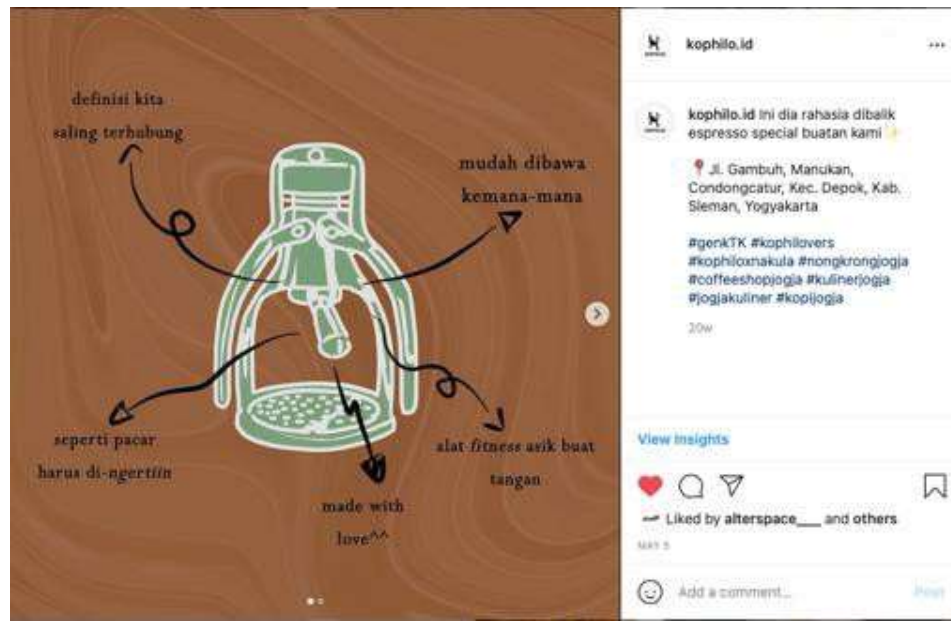 definisi kita
saling terhubung
mudah dibawa
kemana-mana
seperti pacar
harus di-ngertiin
alat fitness asik buat
tangan
made with
love^^
kophilo.id
kophilo.id Ini dia rahasia dibalik
espresso special buatan kami✨
📍Jl. Gambuh, Manukan,
Condongcatur, Kec. Depok, Kab.
Sleman, Yogyakarta
#genkTK #kophilovers
#kophiloxnakula #nongkrongjogja
#coffeeshopjogja #kulinerjogja
#jogjakuliner #kopijogja
20w
View Insights
Liked by alterspace___ and others
MAY 5
Add a comment...
Post